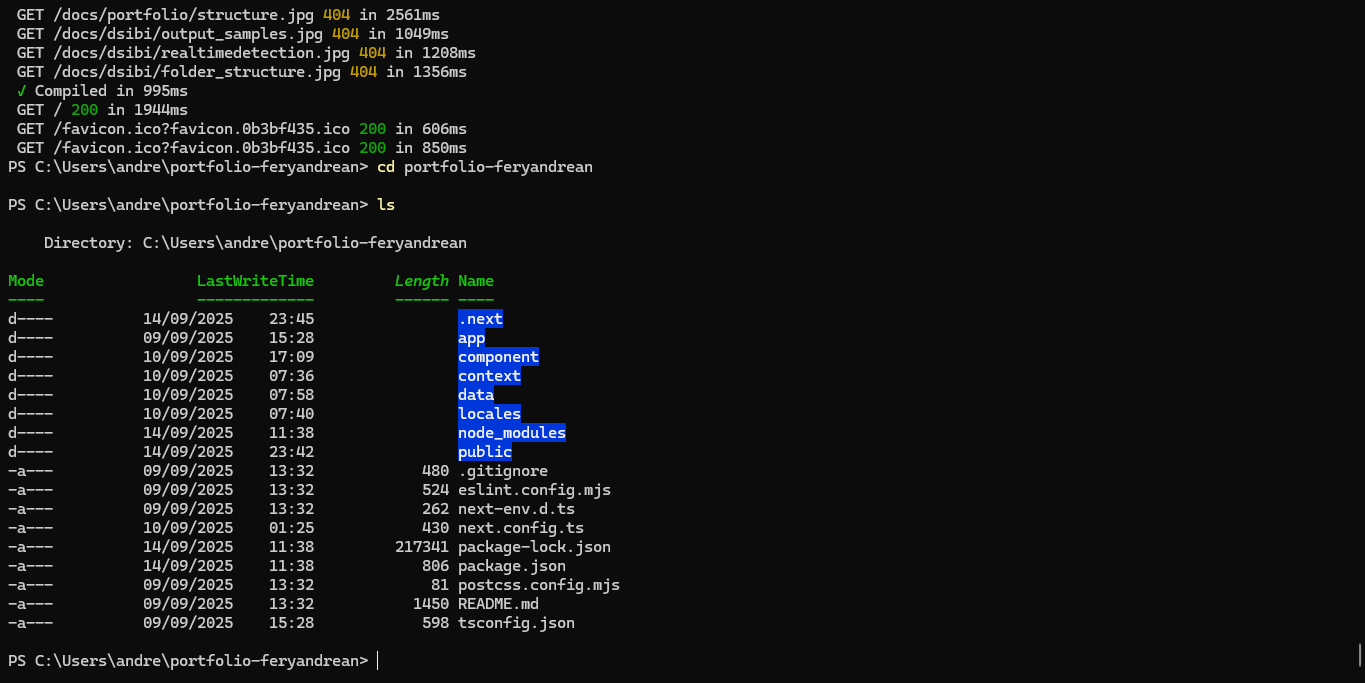 GET /docs/portfolio/structure.jpg 404 in 2561ms
GET /docs/dsibi/output_samples.jpg 404 in 1049ms
GET /docs/dsibi/realtimedetection.jpg 404 in 1208ms
GET /docs/dsibi/folder_structure.jpg 404 in 1356ms
✓ Compiled in 995ms
GET / 200 in 1944ms
GET /favicon.ico?favicon.0b3bf435.ico 200 in 606ms
GET /favicon.ico?favicon.0b3bf435.ico 200 in 850ms
PS C:\Users\andre\portfolio-feryandrean> cd portfolio-feryandrean
PS C:\Users\andre\portfolio-feryandrean> ls
Directory: C:\Users\andre\portfolio-feryandrean
Mode LastWriteTime Length Name
---- ------------- ------ ----
d---- 14/09/2025 23:45 .next
d---- 09/09/2025 15:28 app
d---- 10/09/2025 17:09 component
d---- 10/09/2025 07:36 context
d---- 10/09/2025 07:58 data
d---- 10/09/2025 07:40 locales
d---- 14/09/2025 11:38 node_modules
d---- 14/09/2025 23:42 public
-a--- 09/09/2025 13:32 480 .gitignore
-a--- 09/09/2025 13:32 524 eslint.config.mjs
-a--- 09/09/2025 13:32 262 next-env.d.ts
-a--- 10/09/2025 01:25 430 next.config.ts
-a--- 14/09/2025 11:38 217341 package-lock.json
-a--- 14/09/2025 11:38 806 package.json
-a--- 09/09/2025 13:32 81 postcss.config.mjs
-a--- 09/09/2025 13:32 1450 README.md
-a--- 09/09/2025 15:28 598 tsconfig.json
PS C:\Users\andre\portfolio-feryandrean>